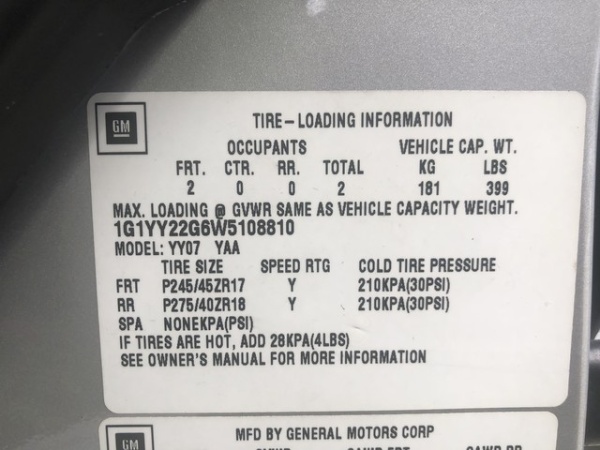 GM
TIRE-LOADING INFORMATION
OCCUPANTS VEHICLE CAP. WT.
FRT. CTR. RR. TOTAL KG LBS
2 0 0 2 181 399
MAX. LOADING @ GVWR SAME AS VEHICLE CAPACITY WEIGHT.
1G1YY22G6W5108810
MODEL: YY07 YAA
TIRE SIZE SPEED RTG COLD TIRE PRESSURE
FRT P245/45ZR17 Y 210KPA(30PSI)
RR P275/40ZR18 Y 210KPA(30PSI)
SPA NONEKPA(PSI)
IF TIRES ARE HOT, ADD 28KPA(4LBS)
SEE OWNER'S MANUAL FOR MORE INFORMATION
GM
MFD BY GENERAL MOTORS CORP